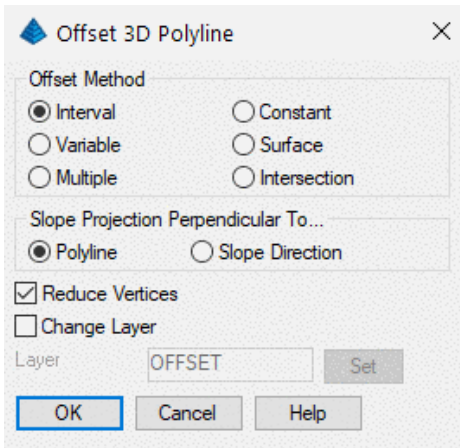 Offset 3D Polyline
Offset Method
Interval Constant
Variable Surface
Multiple Intersection
Slope Projection Perpendicular To...
Polyline Slope Direction
Reduce Vertices
Change Layer
Layer OFFSET Set
OK Cancel Help